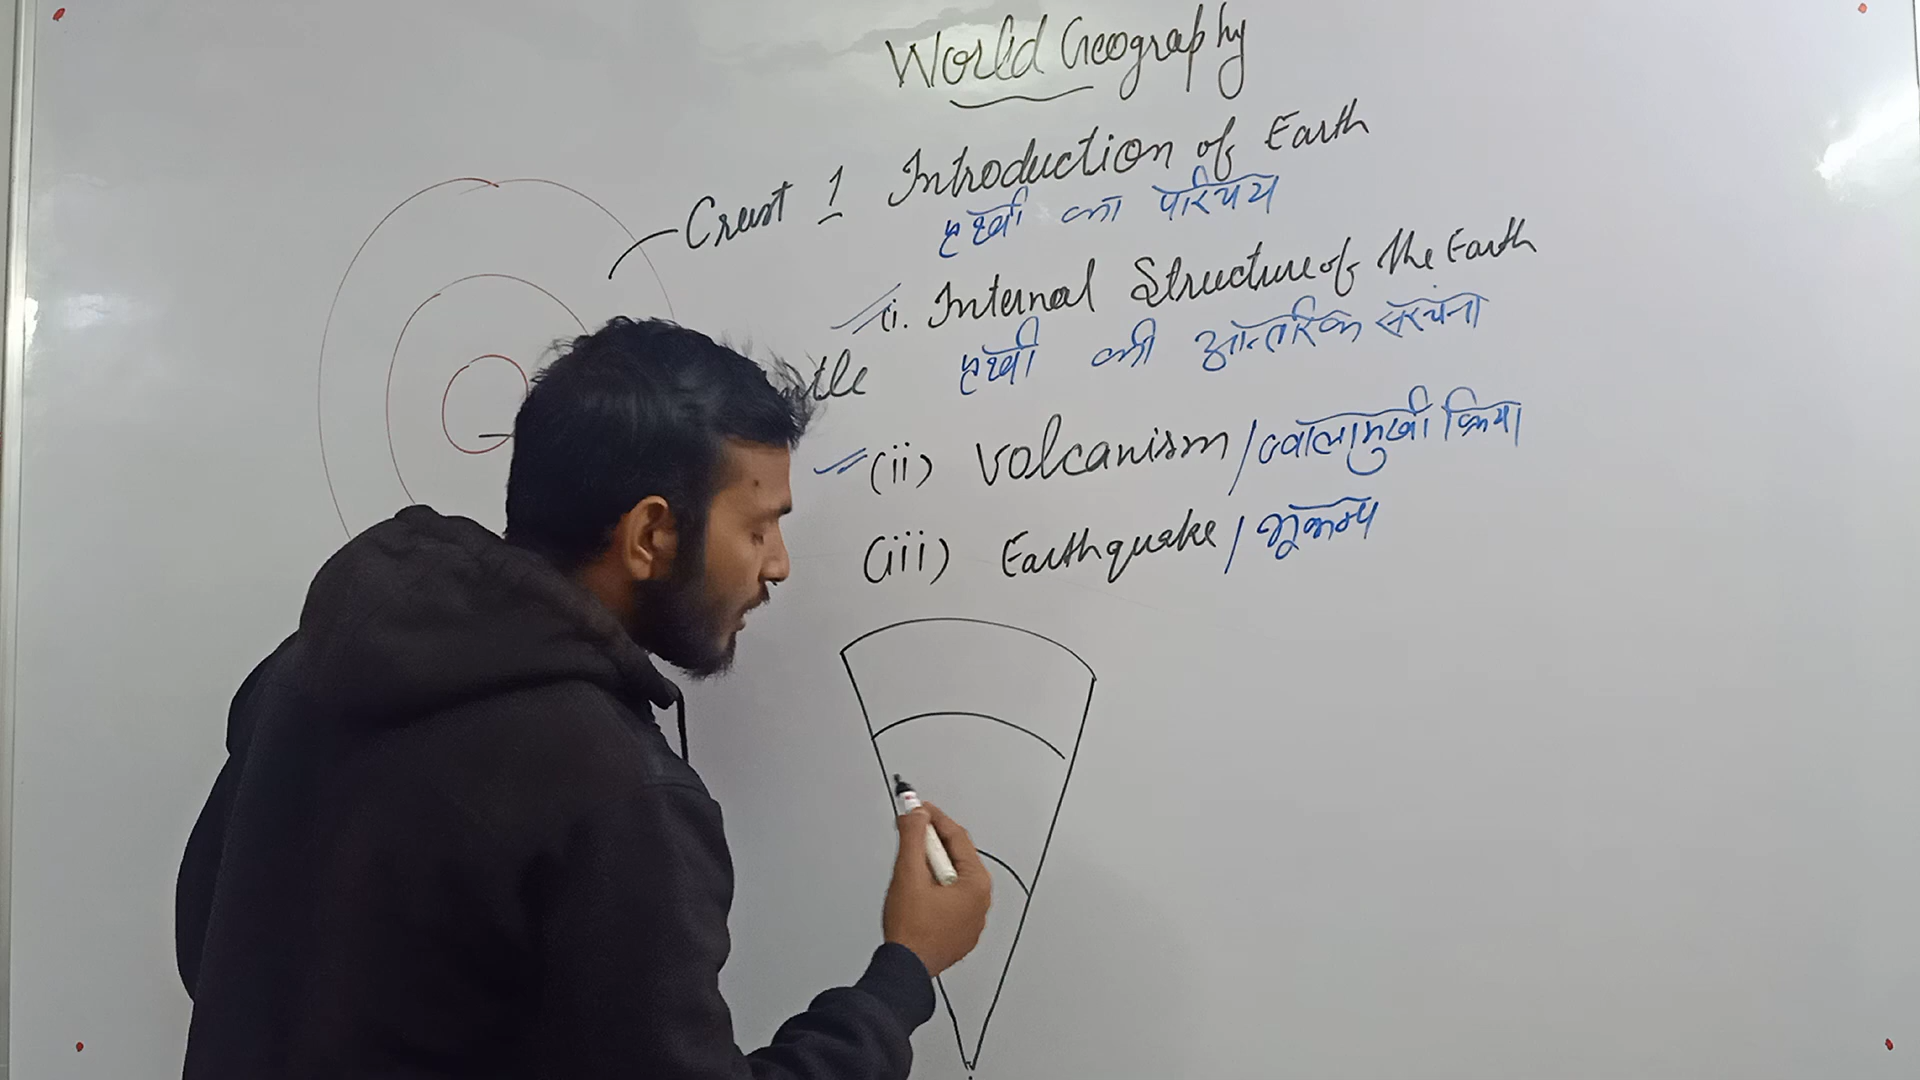 World Geography
Crust 1 Introduction of Earth
पृथ्वी का परिचय
(i. Internal Structure of the Earth
पृथ्वी की आन्तरिक संरचना
ntle
(ii) Volcanism / ज्वालामुखी क्रिया
(iii) Earthquake / भूकम्प